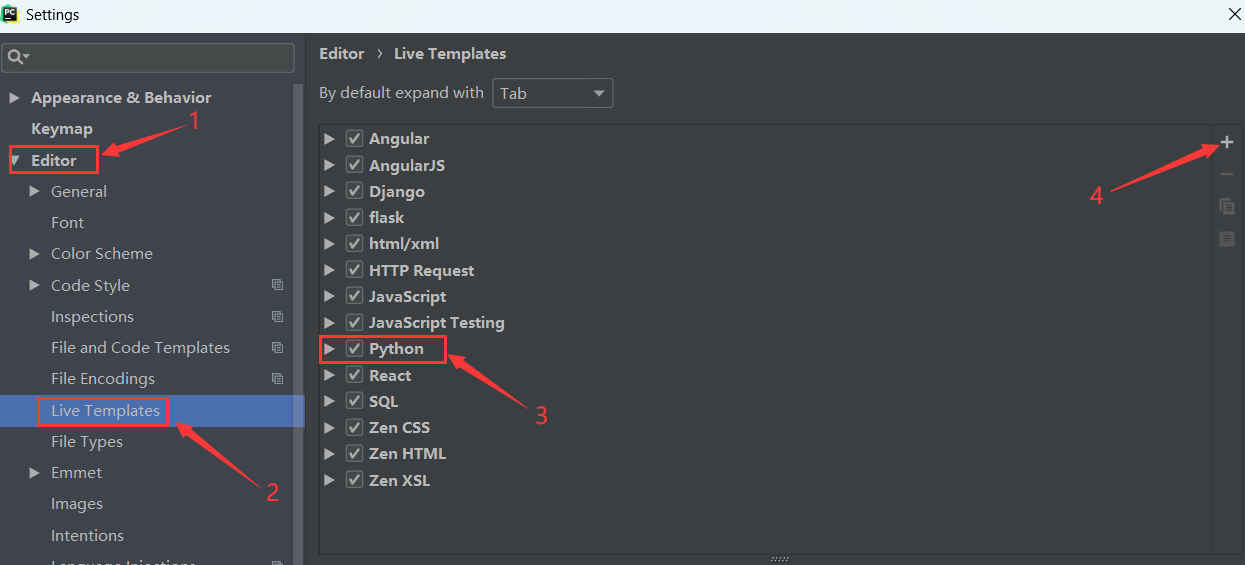 Settings
Appearance & Behavior
Keymap
1
Editor
General
Font
Color Scheme
Code Style
Inspections
File and Code Templates
File Encodings
Live Templates
2
File Types
Emmet
Images
Intentions
Language Injections
Editor › Live Templates
By default expand with Tab
Angular
AngularJS
Django
flask
html/xml
HTTP Request
JavaScript
JavaScript Testing
Python
3
React
SQL
Zen CSS
Zen HTML
Zen XSL
4